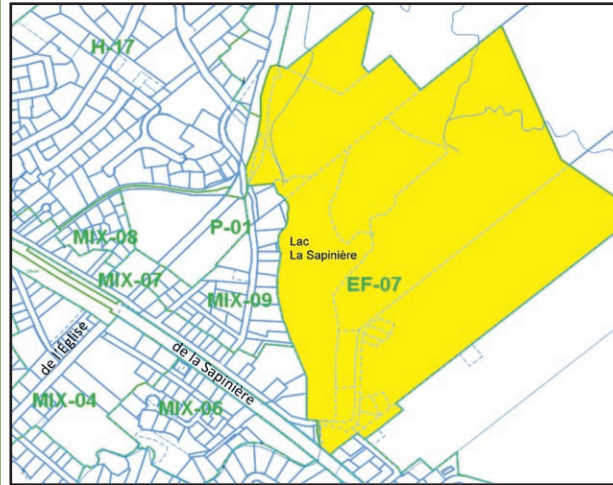 H-17
P-01
MIX-08
Lac
La Sapinière
MIX-07
EF-07
MIX-09
de l'Église
de la Sapinière
MIX-04
MIX-06